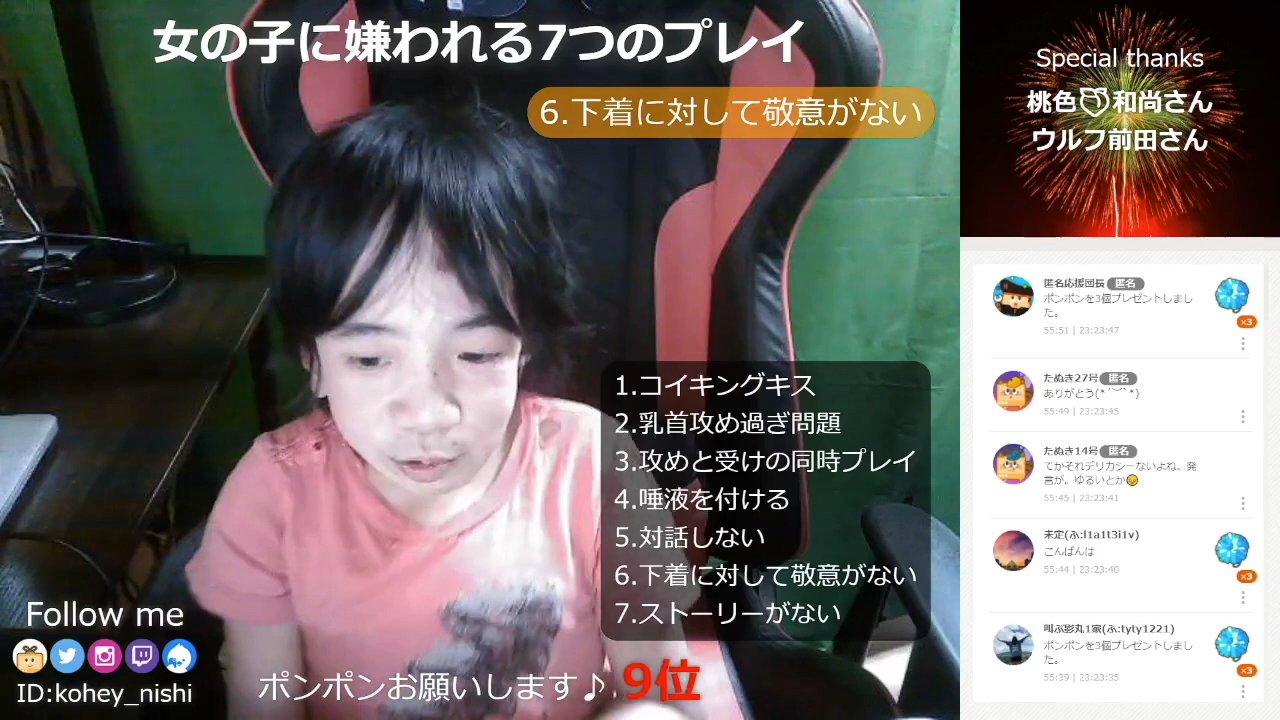 女の子に嫌われる7つのプレイ
6.下着に対して敬意がない
1.コイキングキス
2.乳首攻め過ぎ問題
3.攻めと受けの同時プレイ
4.唾液を付ける
5.対話しない
6.下着に対して敬意がない
7.ストーリーがない
Follow me
ID:kohey_nishi
ポンポンお願いします♪ 9位
Special thanks
桃色🍑和尚さん
ウルフ前田さん
匿名応援団長 匿名
ポンポンを3個プレゼントしまし
た。
×3
55:51 | 23:23:47
たぬき27号 匿名
ありがとう(*´︶`*)
55:49 | 23:23:45
たぬき14号 匿名
てかそれデリカシーないよね、発
言が。ゆるいとか😠
55:45 | 23:23:41
未定(ふ:l1a1t3i1v)
こんばんは
55:44 | 23:23:40
×3
叫ぶ影丸1家(ふ:tyty1221)
ポンポンを3個プレゼントしまし
た。
×3
55:39 | 23:23:35